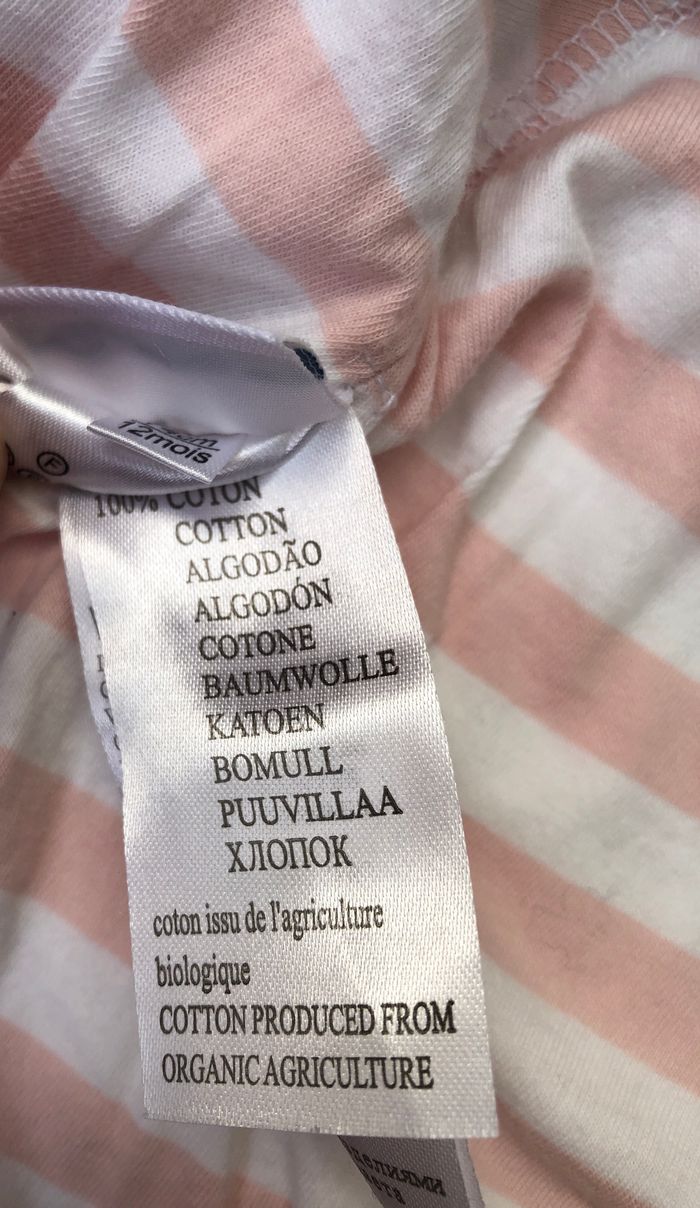 12mois
F
100% COTON
COTTON
ALGODÃO
ALGODÓN
COTONE
BAUMWOLLE
KATOEN
BOMULL
PUUVILLAA
ХЛОПОК
coton issu de l'agriculture
biologique
COTTON PRODUCED FROM
ORGANIC AGRICULTURE